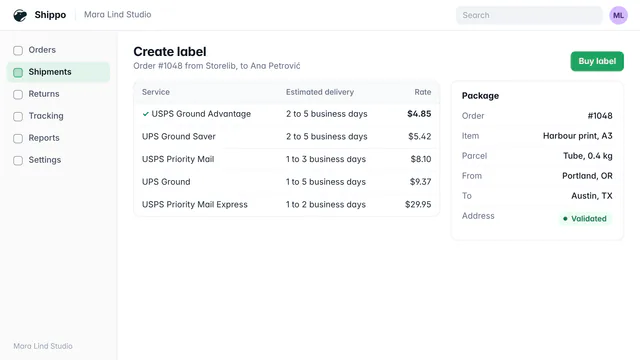 Shippo
Mara Lind Studio
Search
ML
Orders
Shipments
Returns
Tracking
Reports
Settings
Mara Lind Studio
Create label
Order #1048 from Storelib, to Ana Petrović
Buy label
Service Estimated delivery Rate
USPS Ground Advantage 2 to 5 business days $4.85
UPS Ground Saver 2 to 5 business days $5.42
USPS Priority Mail 1 to 3 business days $8.10
UPS Ground 1 to 5 business days $9.37
USPS Priority Mail Express 1 to 2 business days $29.95
Package
Order #1048
Item Harbour print, A3
Parcel Tube, 0.4 kg
From Portland, OR
To Austin, TX
Address Validated